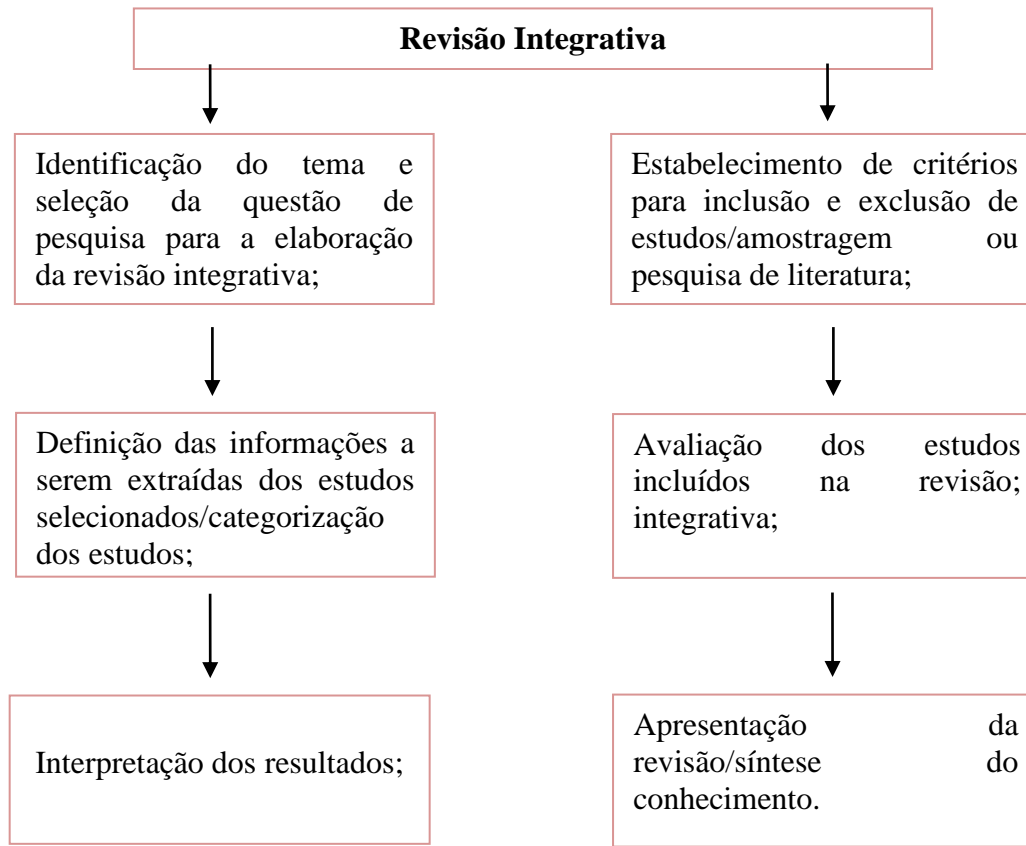 Revisão Integrativa
Identificação do tema e
seleção da questão de
pesquisa para a elaboração
da revisão integrativa;
Estabelecimento de critérios
para inclusão e exclusão de
estudos/amostragem ou
pesquisa de literatura;
Definição das informações a
serem extraídas dos estudos
selecionados/categorização
dos estudos;
Avaliação dos estudos
incluídos na revisão;
integrativa;
Interpretação dos resultados;
Apresentação da
revisão/síntese do
conhecimento.